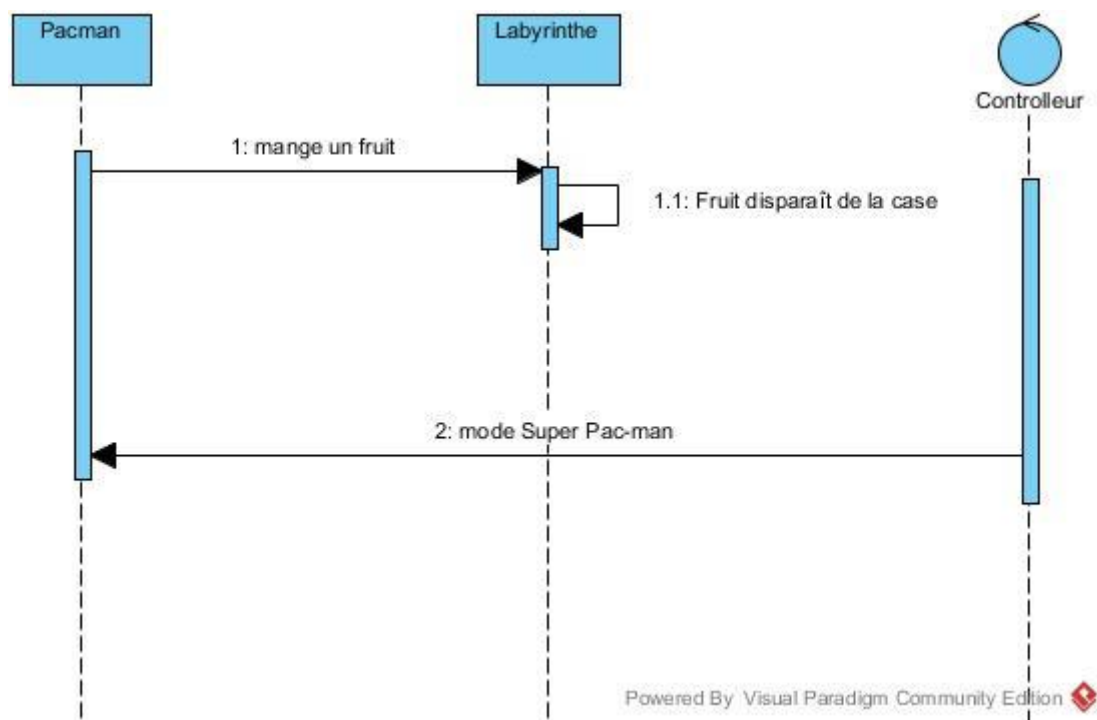 Pacman
Labyrinthe
Controlleur
1: mange un fruit
1.1: Fruit disparaît de la case
2: mode Super Pac-man
Powered By Visual Paradigm Community Edition